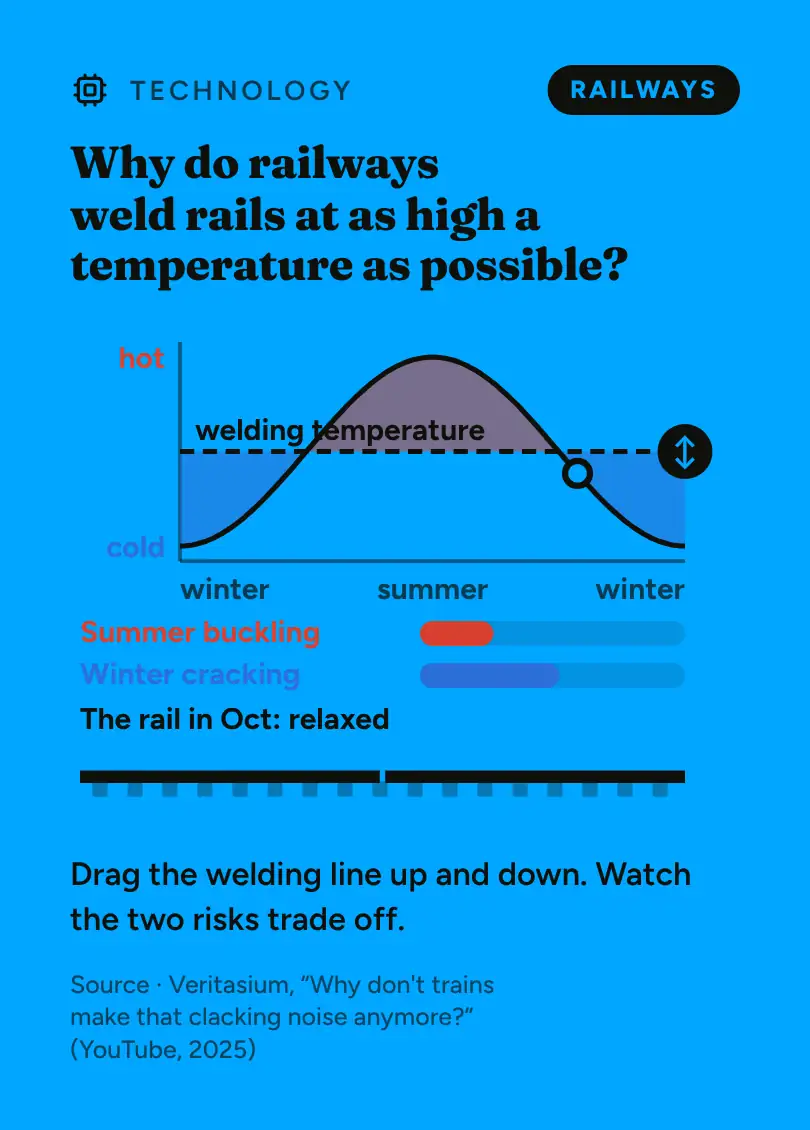 TECHNOLOGY
RAILWAYS
Why do railways
weld rails at as high a
temperature as possible?
hot
welding temperature
cold
winter
summer
winter
Summer buckling
Winter cracking
The rail in Oct: relaxed
Drag the welding line up and down. Watch
the two risks trade off.
Source · Veritasium, “Why don't trains
make that clacking noise anymore?”
(YouTube, 2025)